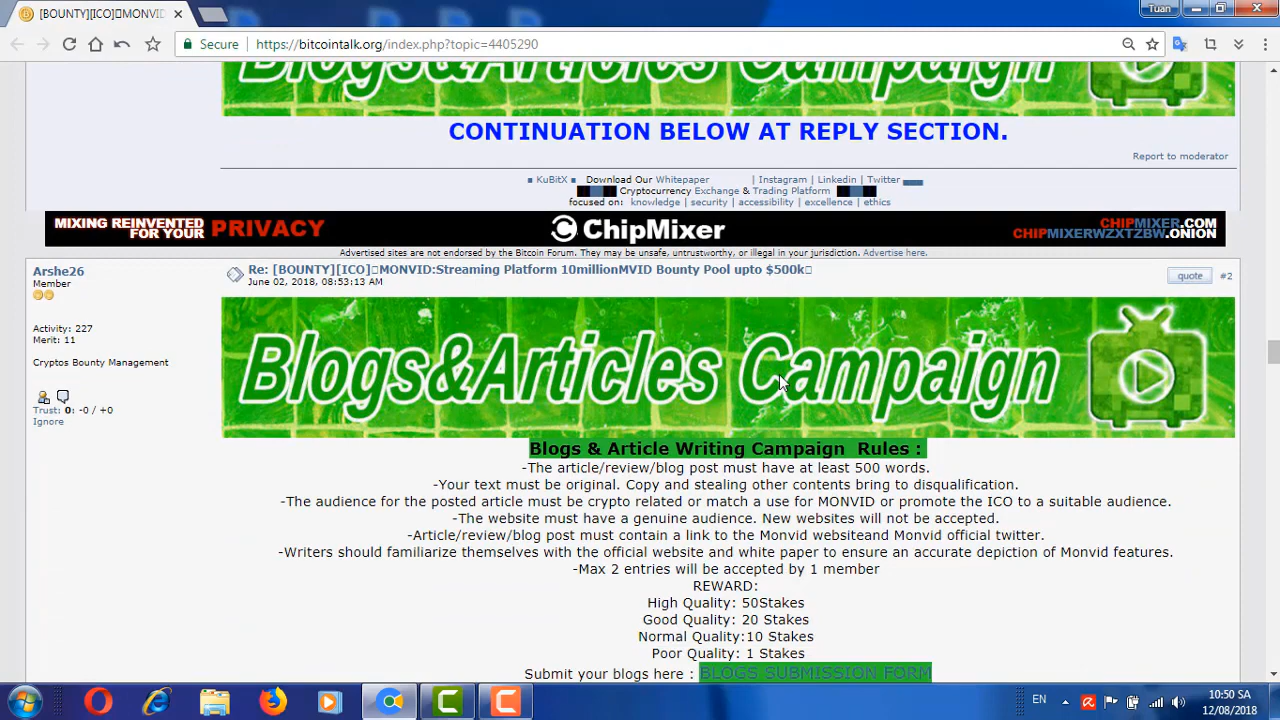 [BOUNTY][ICO]▯MONVID:
Tuan
Secure
https://bitcointalk.org/index.php?topic=4405290
Blogs&Articles Campaign
CONTINUATION BELOW AT REPLY SECTION.
Report to moderator
■ KuBitX ■ Download Our Whitepaper | Instagram | Linkedin | Twitter
Cryptocurrency Exchange & Trading Platform
focused on: knowledge | security | accessibility | excellence | ethics
MIXING REINVENTED
FOR YOUR PRIVACY
ChipMixer
CHIPMIXER.COM
CHIPMIXERWZXTZBW.ONION
Advertised sites are not endorsed by the Bitcoin Forum. They may be unsafe, untrustworthy, or illegal in your jurisdiction. Advertise here.
Arshe26
Member
Activity: 227
Merit: 11
Cryptos Bounty Management
Trust: 0: -0 / +0
Ignore
Re: [BOUNTY][ICO]▯MONVID:Streaming Platform 10millionMVID Bounty Pool upto $500k▯
June 02, 2018, 08:53:13 AM
quote
#2
Blogs&Articles Campaign
Blogs & Article Writing Campaign Rules :
-The article/review/blog post must have at least 500 words.
-Your text must be original. Copy and stealing other contents bring to disqualification.
-The audience for the posted article must be crypto related or match a use for MONVID or promote the ICO to a suitable audience.
-The website must have a genuine audience. New websites will not be accepted.
-Article/review/blog post must contain a link to the Monvid websiteand Monvid official twitter.
-Writers should familiarize themselves with the official website and white paper to ensure an accurate depiction of Monvid features.
-Max 2 entries will be accepted by 1 member
REWARD:
High Quality: 50Stakes
Good Quality: 20 Stakes
Normal Quality:10 Stakes
Poor Quality: 1 Stakes
Submit your blogs here : BLOGS SUBMISSION FORM
EN
10:50 SA
12/08/2018